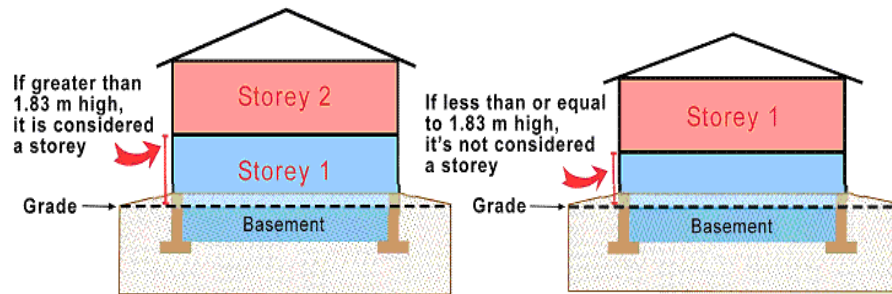 If greater than
1.83 m high,
it is considered
a storey
Storey 2
Storey 1
Grade
Basement
If less than or equal
to 1.83 m high,
it's not considered
a storey
Storey 1
Grade
Basement